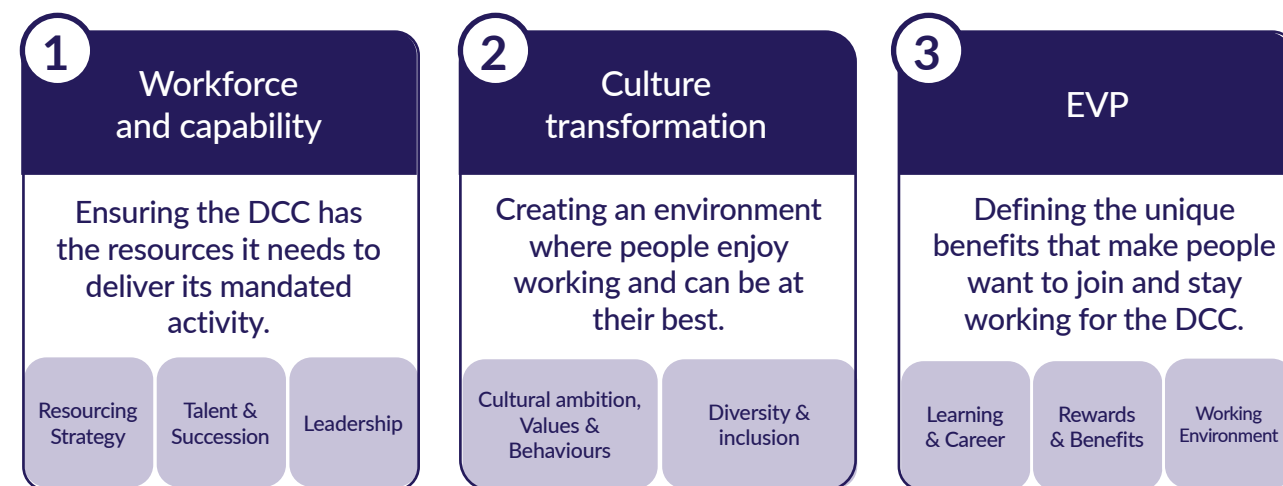 1
Workforce
and capability
Ensuring the DCC has
the resources it needs to
deliver its mandated
activity.
Resourcing
Strategy
Talent &
Succession
Leadership
2
Culture
transformation
Creating an environment
where people enjoy
working and can be at
their best.
Cultural ambition,
Values &
Behaviours
Diversity &
inclusion
3
EVP
Defining the unique
benefits that make people
want to join and stay
working for the DCC.
Learning
& Career
Rewards
& Benefits
Working
Environment